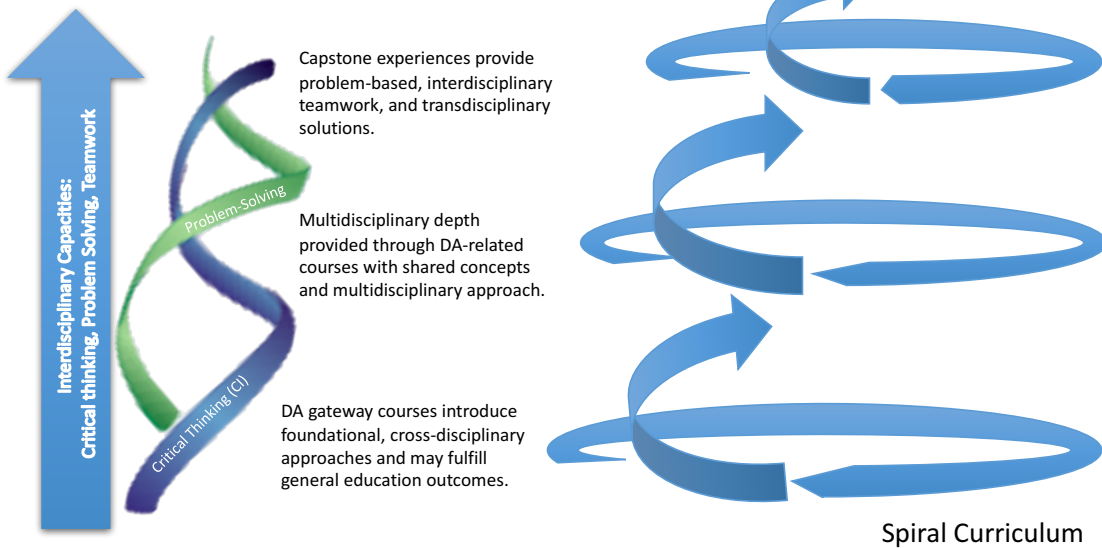 Interdisciplinary Capacities:
Critical thinking, Problem Solving, Teamwork
Capstone experiences provide
problem-based, interdisciplinary
teamwork, and transdisciplinary
solutions.
Problem-Solving
Multidisciplinary depth
provided through DA-related
courses with shared concepts
and multidisciplinary approach.
Critical Thinking (CI)
DA gateway courses introduce
foundational, cross-disciplinary
approaches and may fulfill
general education outcomes.
Spiral Curriculum